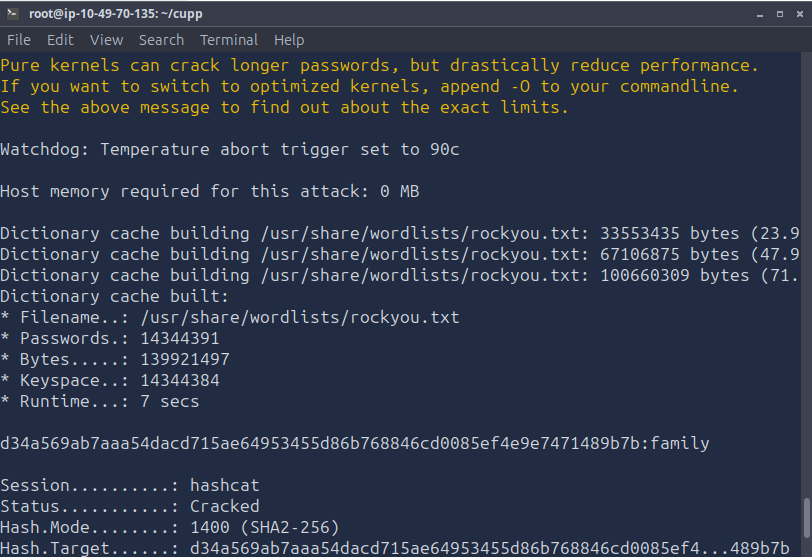 root@ip-10-49-70-135: ~/cupp
File Edit View Search Terminal Help
Pure kernels can crack longer passwords, but drastically reduce performance.
If you want to switch to optimized kernels, append -O to your commandline.
See the above message to find out about the exact limits.
Watchdog: Temperature abort trigger set to 90c
Host memory required for this attack: 0 MB
Dictionary cache building /usr/share/wordlists/rockyou.txt: 33553435 bytes (23.9
Dictionary cache building /usr/share/wordlists/rockyou.txt: 67106875 bytes (47.9
Dictionary cache building /usr/share/wordlists/rockyou.txt: 100660309 bytes (71.
Dictionary cache built:
* Filename..: /usr/share/wordlists/rockyou.txt
* Passwords.: 14344391
* Bytes.....: 139921497
* Keyspace..: 14344384
* Runtime...: 7 secs
d34a569ab7aaa54dacd715ae64953455d86b768846cd0085ef4e9e7471489b7b:family
Session..........: hashcat
Status...........: Cracked
Hash.Mode........: 1400 (SHA2-256)
Hash.Target......: d34a569ab7aaa54dacd715ae64953455d86b768846cd0085ef4...489b7b